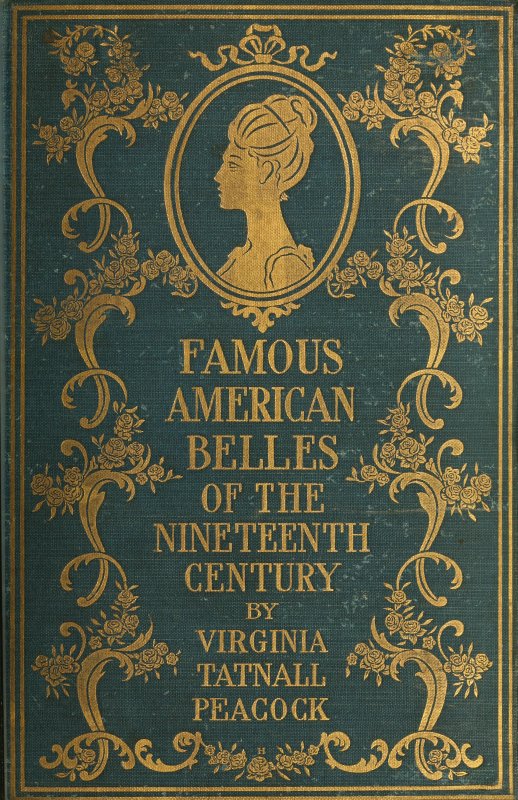 FAMOUS
AMERICAN
BELLES
OF THE
NINETEENTH
CENTURY
BY
VIRGINIA
TATNALL
PEACOCK
H